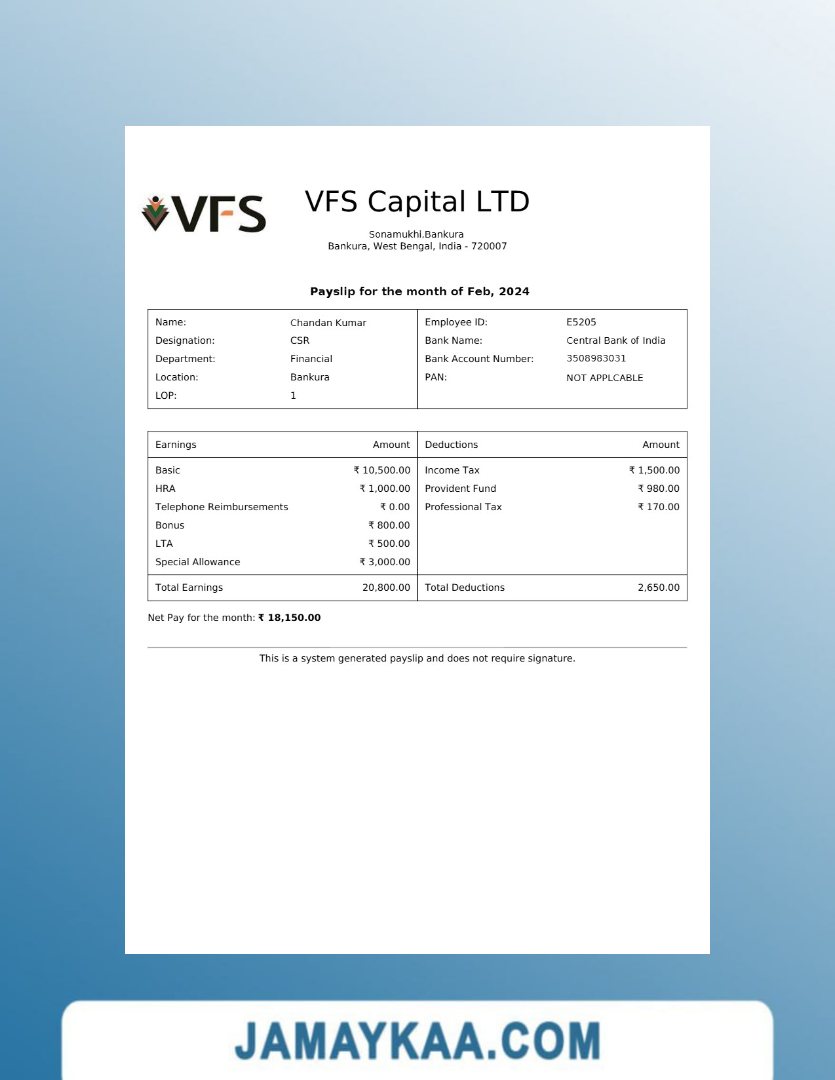 VFS
VFS Capital LTD
Sonamukhi.Bankura
Bankura, West Bengal, India - 720007
Payslip for the month of Feb, 2024
Name: Chandan Kumar Employee ID: E5205
Designation: CSR Bank Name: Central Bank of India
Department: Financial Bank Account Number: 3508983031
Location: Bankura PAN: NOT APPLCABLE
LOP: 1
Earnings Amount Deductions Amount
Basic ₹ 10,500.00 Income Tax ₹ 1,500.00
HRA ₹ 1,000.00 Provident Fund ₹ 980.00
Telephone Reimbursements ₹ 0.00 Professional Tax ₹ 170.00
Bonus ₹ 800.00
LTA ₹ 500.00
Special Allowance ₹ 3,000.00
Total Earnings 20,800.00 Total Deductions 2,650.00
Net Pay for the month: ₹ 18,150.00
This is a system generated payslip and does not require signature.
JAMAYKAA.COM